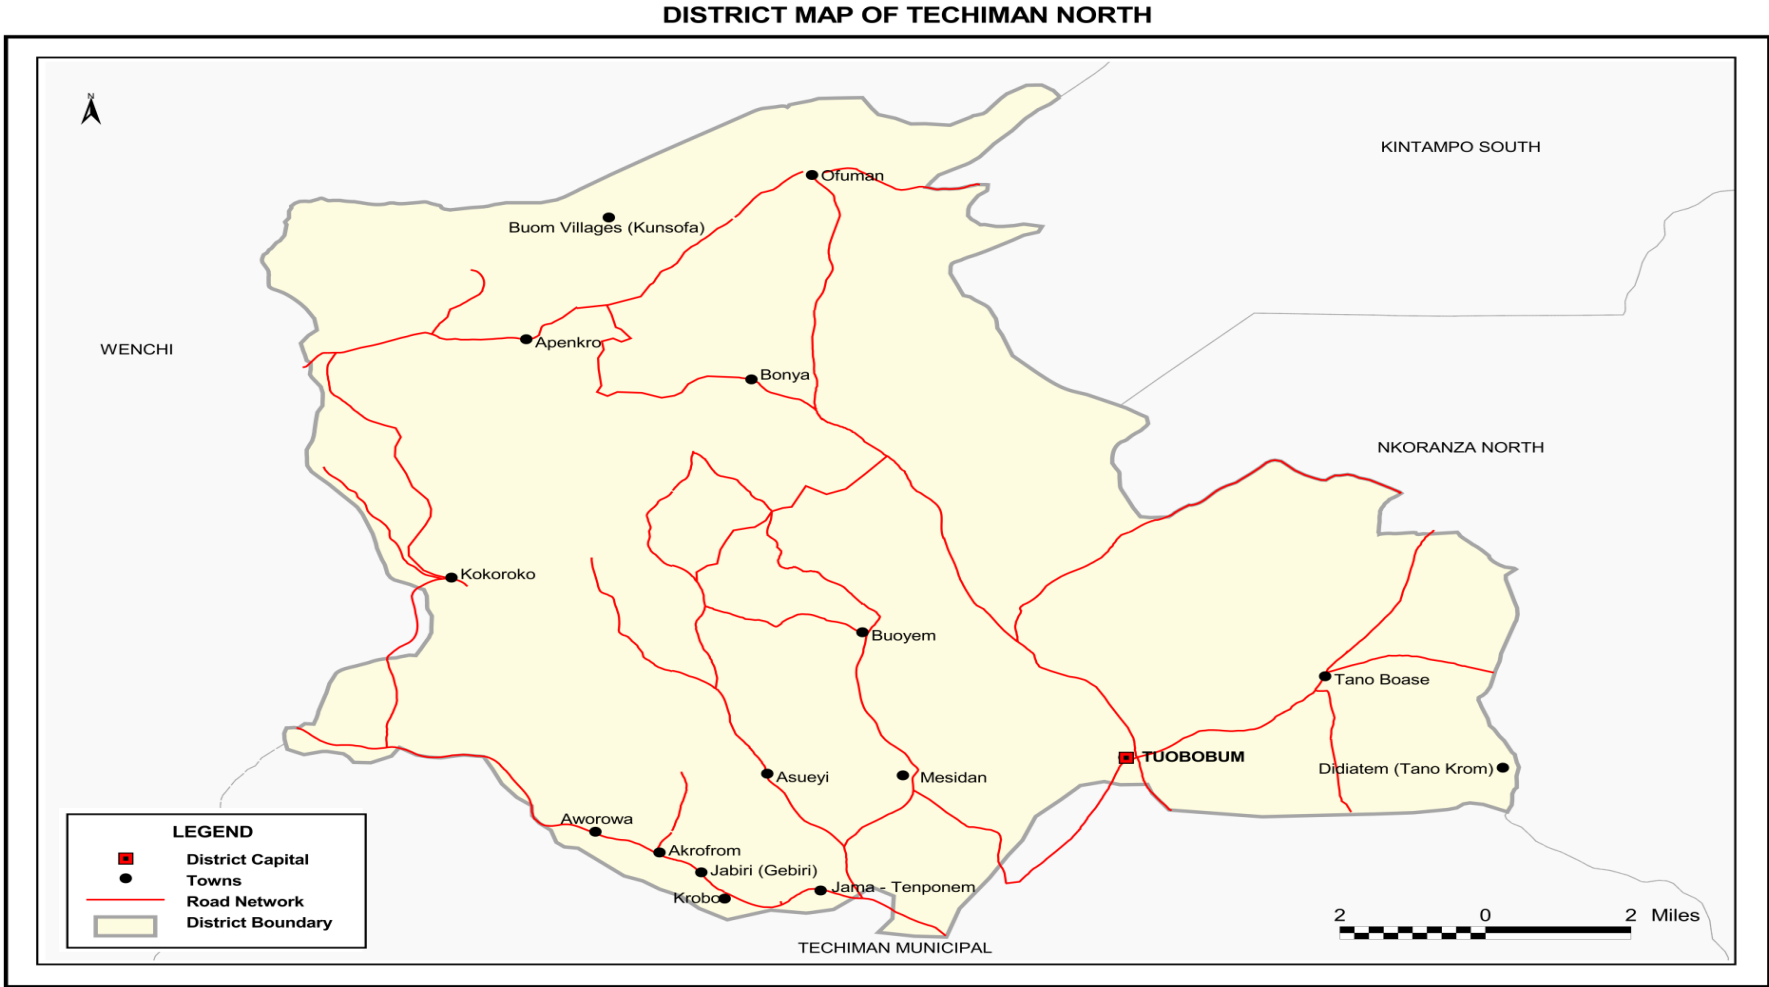 DISTRICT MAP OF TECHIMAN NORTH
N
KINTAMPO SOUTH
Ofuman
Buom Villages (Kunsofa)
WENCHI
Apenkro
Bonya
NKORANZA NORTH
Kokoroko
Buoyem
Tano Boase
TUOBOBUM
Didiatem (Tano Krom)
Asueyi
Mesidan
Aworowa
Akrofrom
Jabiri (Gebiri)
Krobo
Jama - Tenponem
TECHIMAN MUNICIPAL
LEGEND
District Capital
Towns
Road Network
District Boundary
2 0 2 Miles